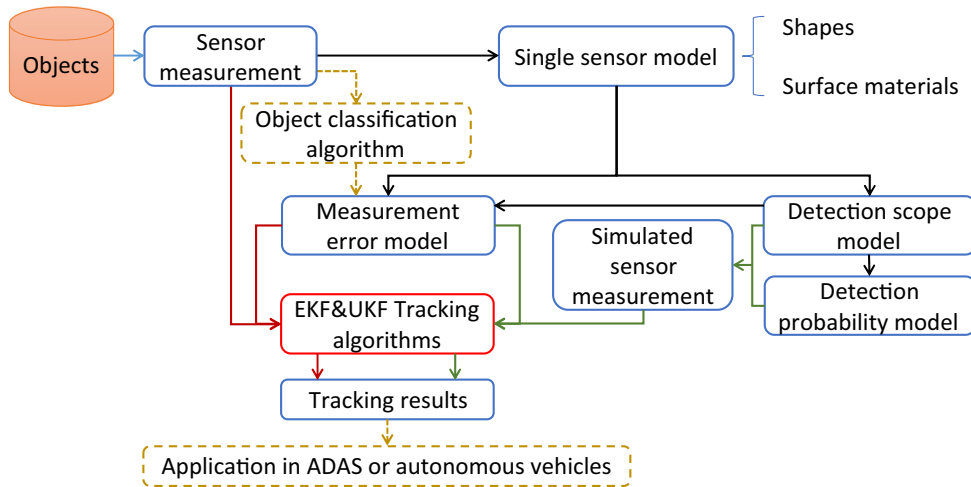 Objects
Sensor
measurement
Single sensor model
Shapes
Surface materials
Object classification
algorithm
Measurement
error model
Simulated
sensor
measurement
Detection scope
model
Detection
probability model
EKF&UKF Tracking
algorithms
Tracking results
Application in ADAS or autonomous vehicles